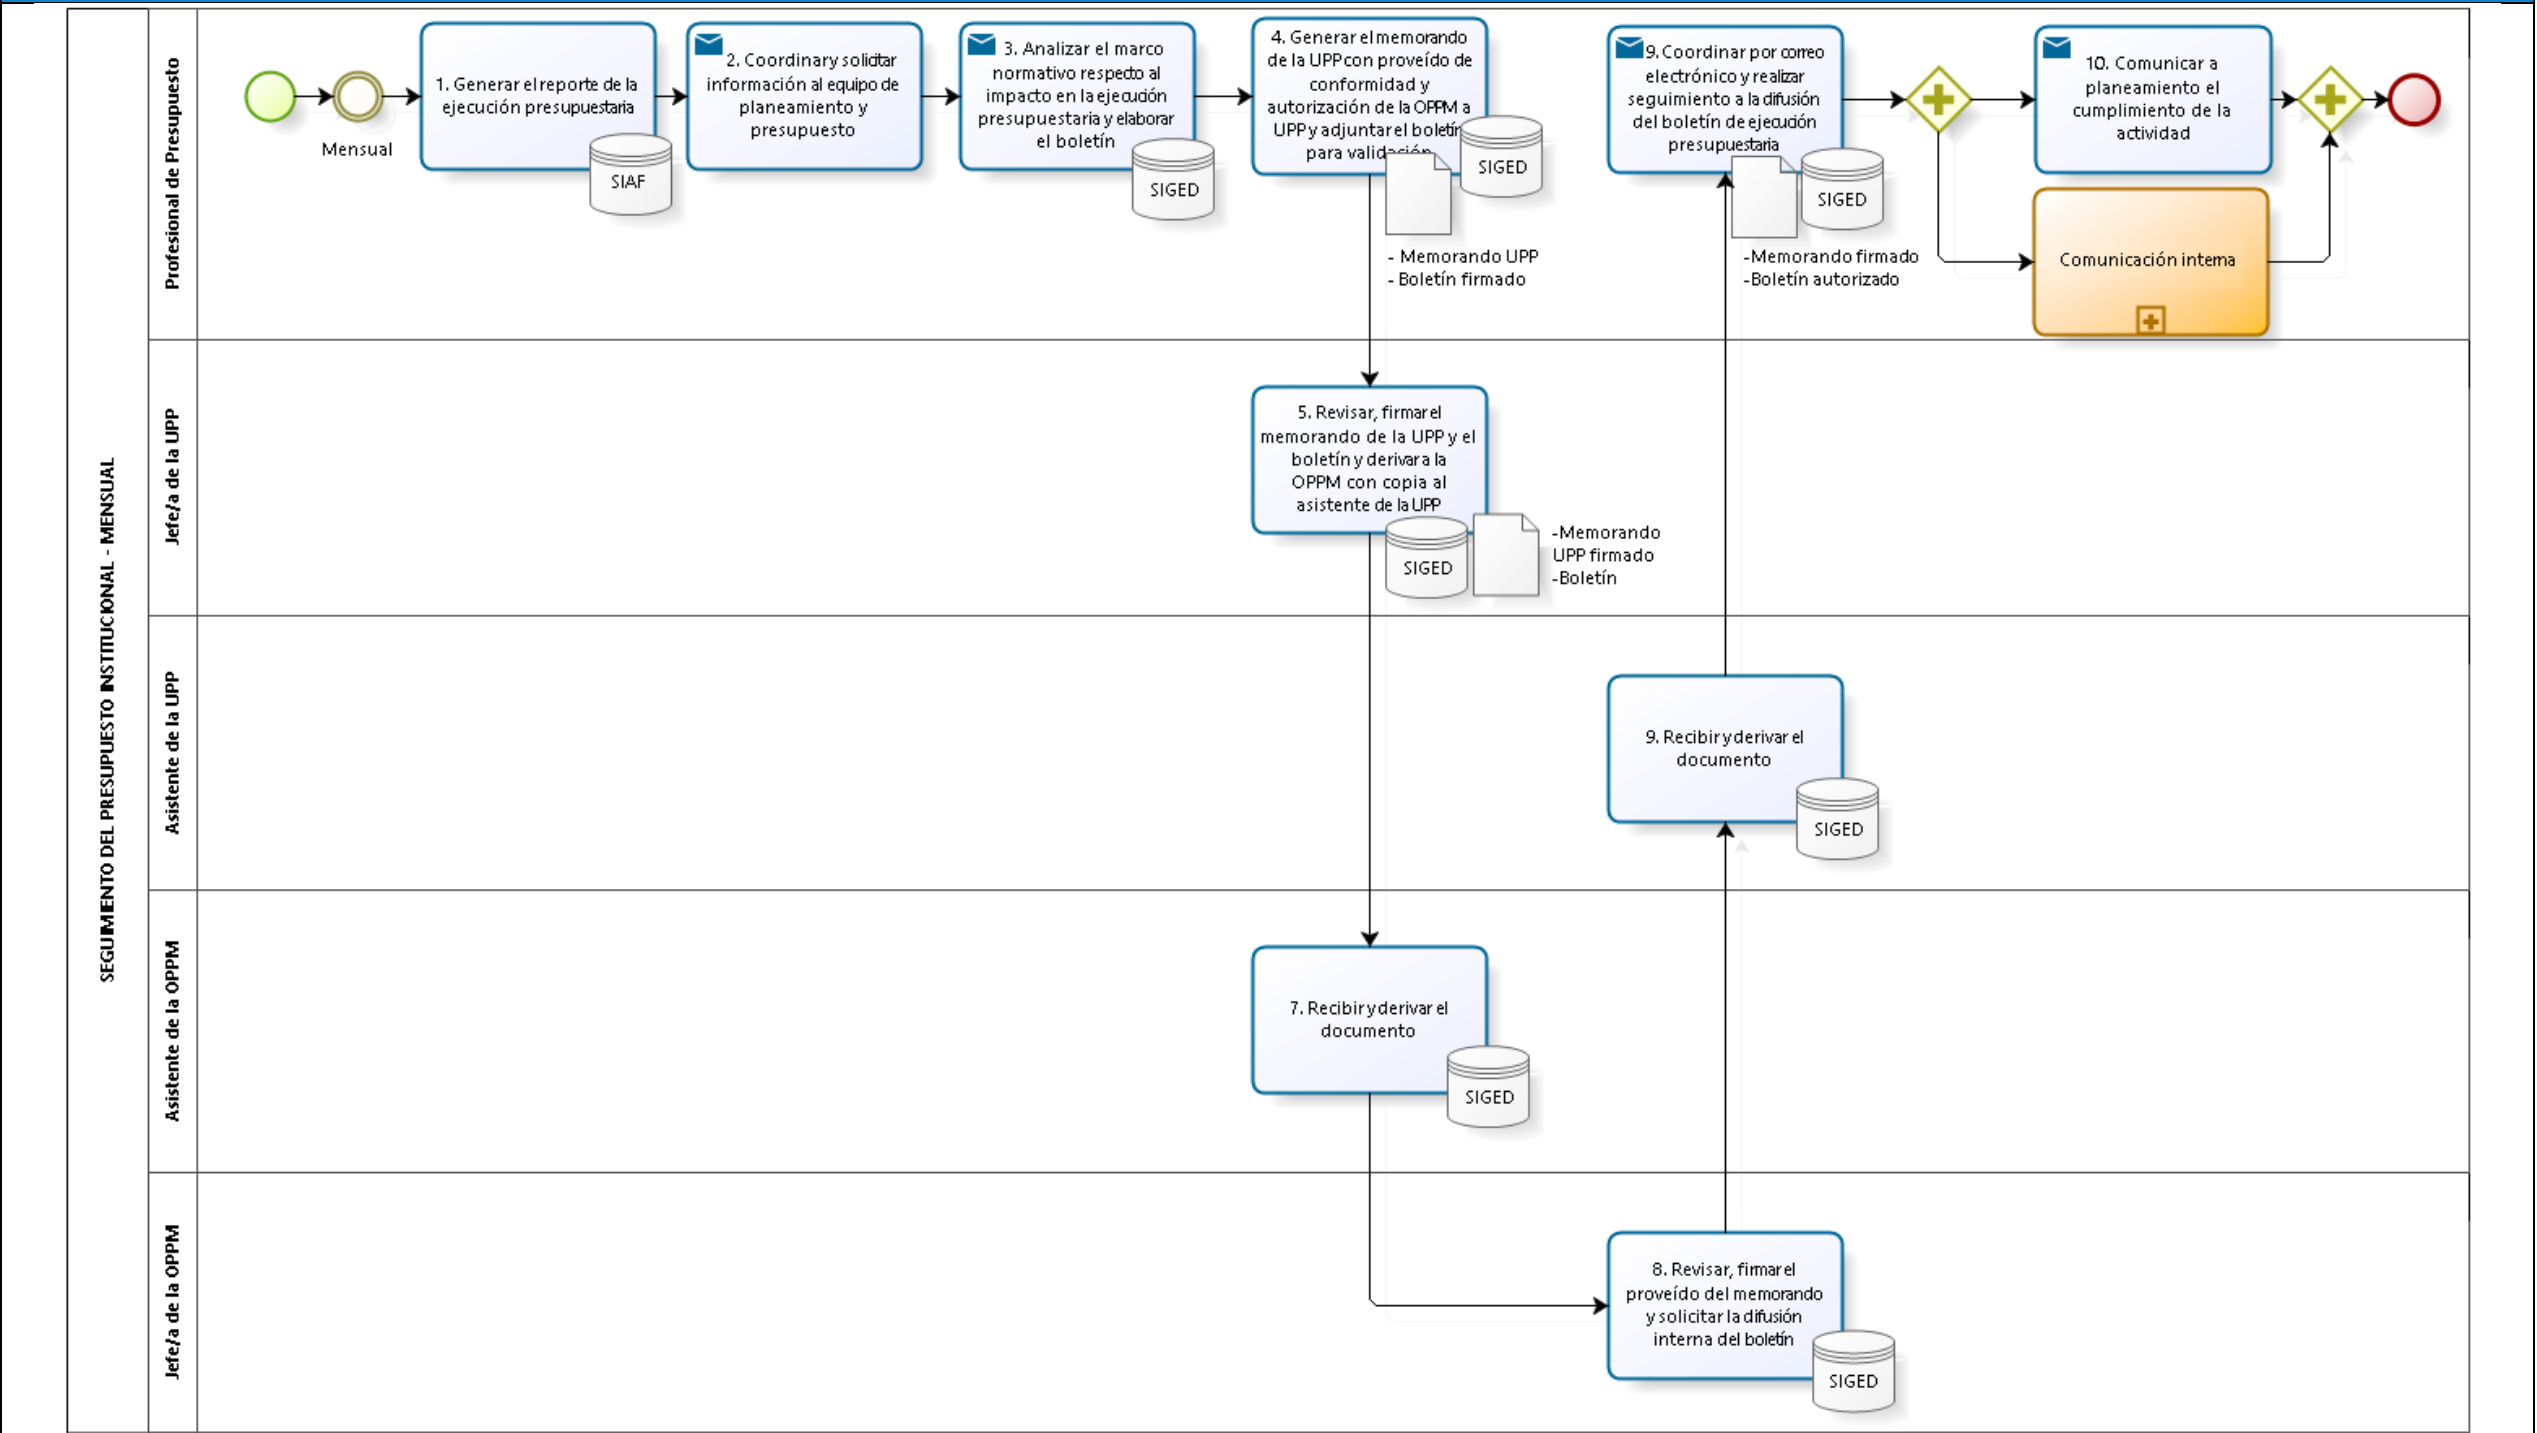 SEGUIMIENTO DEL PRESUPUESTO INSTITUCIONAL - MENSUAL
Profesional de Presupuesto
Mensual
1. Generar el reporte de la
ejecución presupuestaria
SIAF
2. Coordinar y solicitar
información al equipo de
planeamiento y
presupuesto
3. Analizar el marco
normativo respecto al
impacto en la ejecución
presupuestaria y elaborar
el boletín
SIGED
4. Generar el memorando
de la UPP con proveído de
conformidad y
autorización de la OPPM a
UPP y adjuntar el boletín
para validación
SIGED
- Memorando UPP
- Boletín firmado
9. Coordinar por correo
electrónico y realizar
seguimiento a la difusión
del boletín de ejecución
presupuestaria
SIGED
-Memorando firmado
-Boletín autorizado
10. Comunicar a
planeamiento el
cumplimiento de la
actividad
Comunicación interna
Jefe/a de la UPP
5. Revisar, firmar el
memorando de la UPP y el
boletín y derivar a la
OPPM con copia al
asistente de la UPP
SIGED
-Memorando
UPP firmado
-Boletín
Asistente de la UPP
9. Recibir y derivar el
documento
SIGED
Asistente de la OPPM
7. Recibir y derivar el
documento
SIGED
Jefe/a de la OPPM
8. Revisar, firmar el
proveído del memorando
y solicitar la difusión
interna del boletín
SIGED